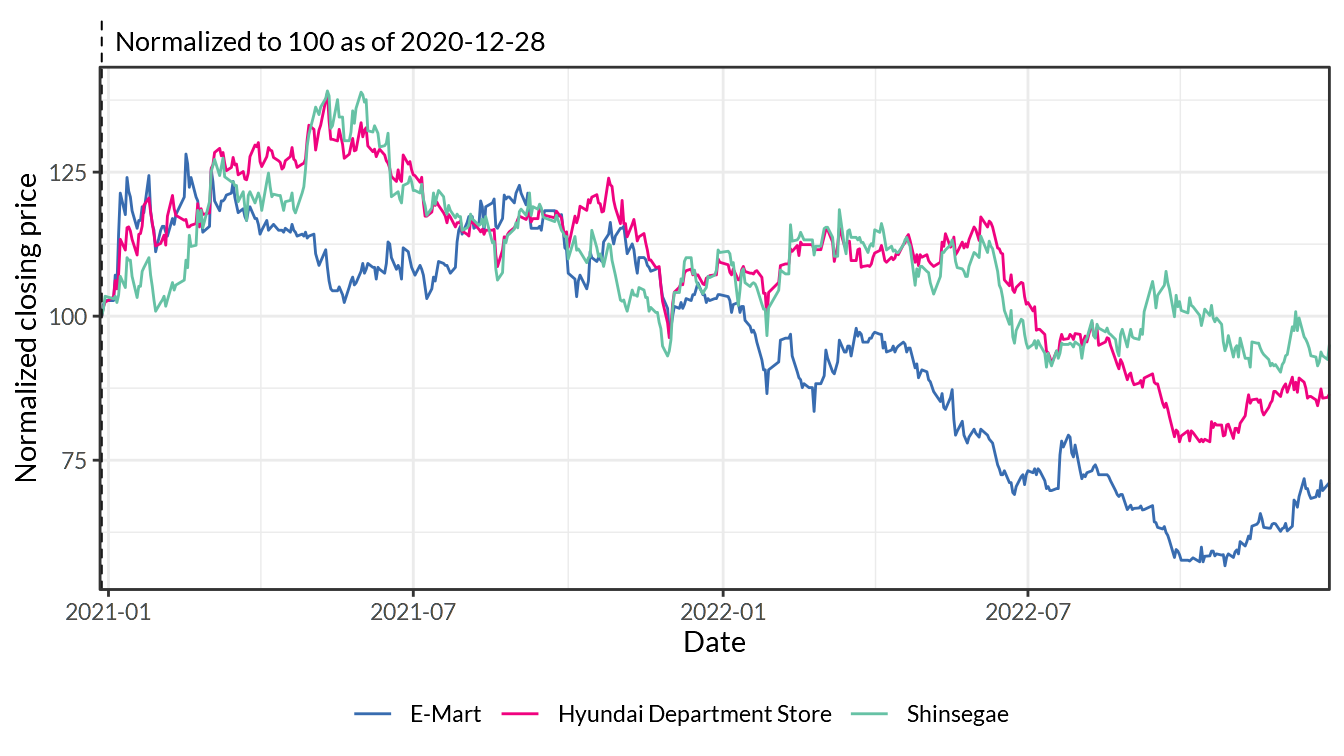 Normalized to 100 as of 2020-12-28
Normalized closing price
125
100
75
2021-01
2021-07
2022-01
2022-07
Date
E-Mart
Hyundai Department Store
Shinsegae